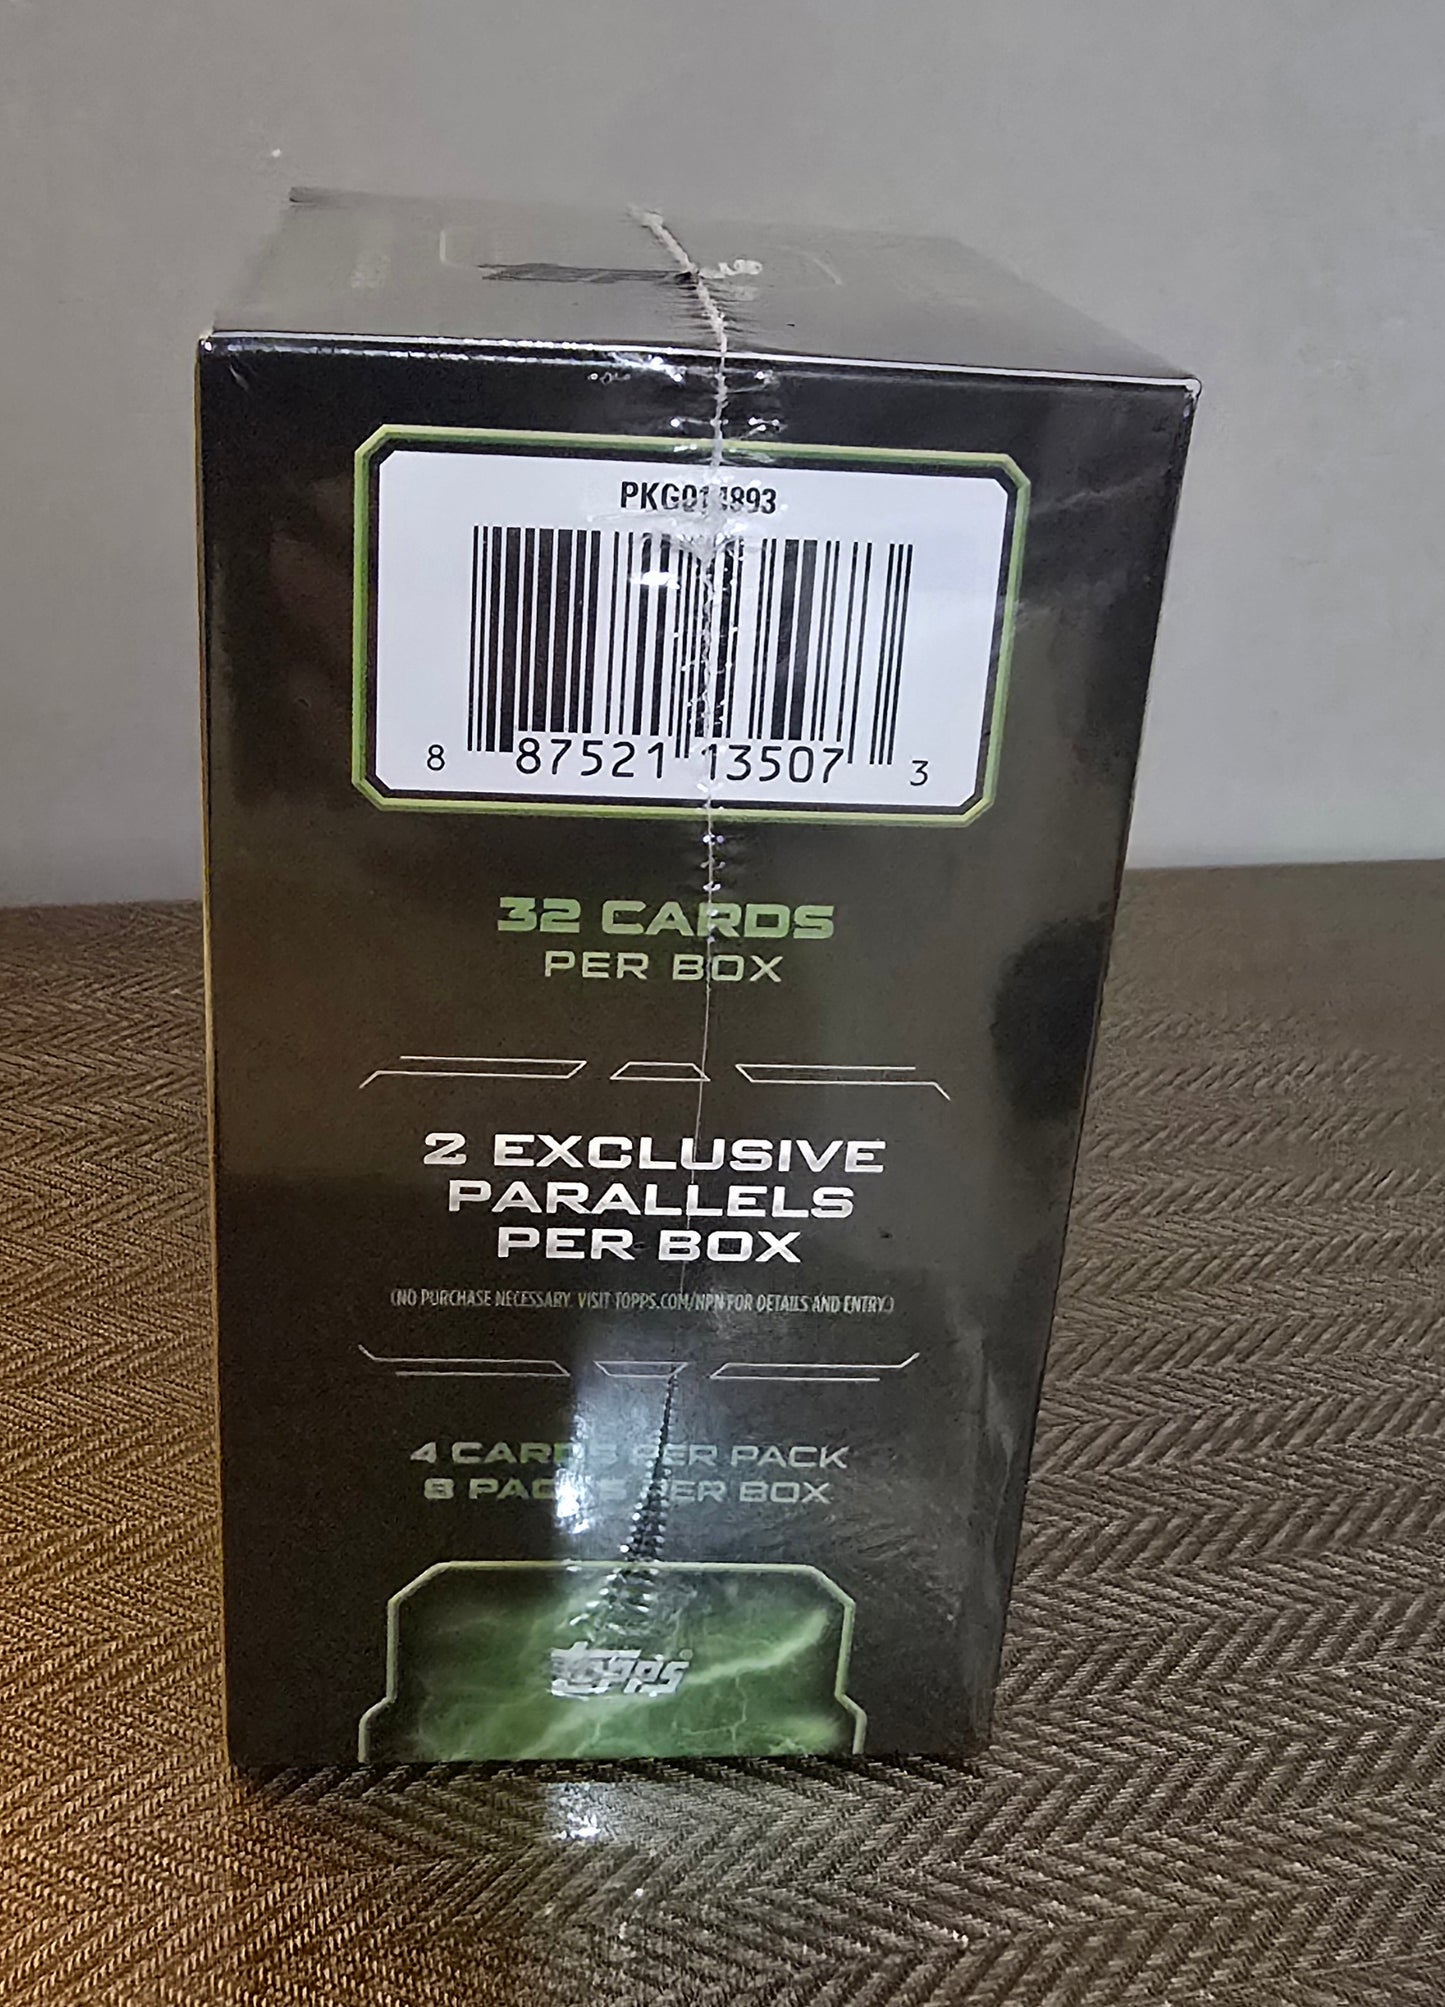 PKG014893
8 87521 13507 3
32 CARDS
PER BOX
2 EXCLUSIVE
PARALLELS
PER BOX
(NO PURCHASE NECESSARY. VISIT TOPPS.COM/NPN FOR DETAILS AND ENTRY.)
4 CARDS PER PACK
8 PACKS PER BOX
topps®